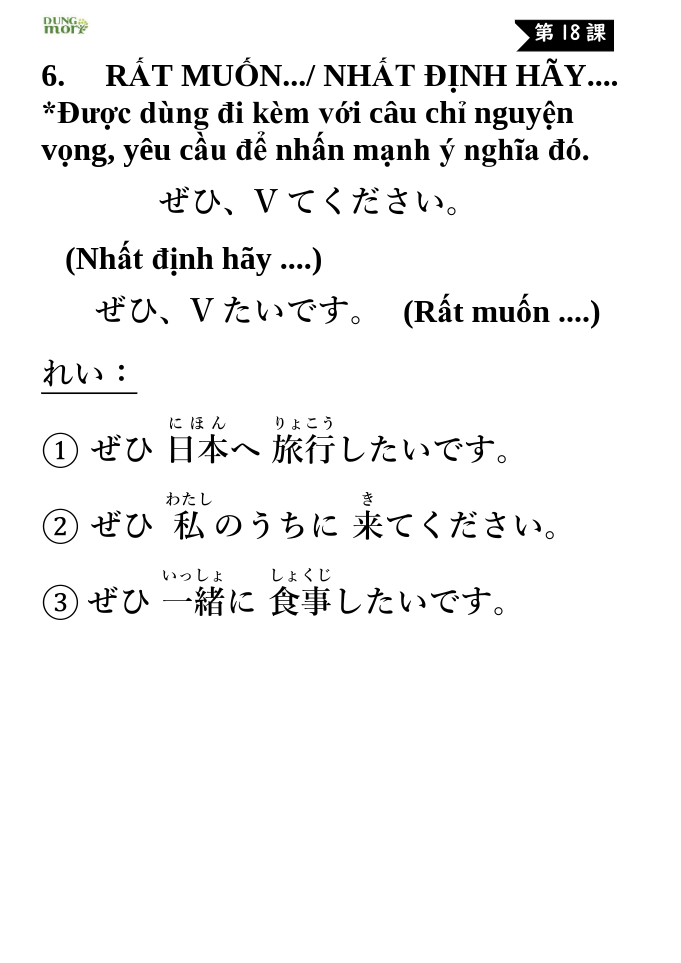 DUNG
mori
第18課
6. RẤT MUỐN.../ NHẤT ĐỊNH HÃY....
*Được dùng đi kèm với câu chỉ nguyện
vọng, yêu cầu để nhấn mạnh ý nghĩa đó.
ぜひ、V てください。
(Nhất định hãy ....)
ぜひ、V たいです。 (Rất muốn ....)
れい：
にほん りょこう
① ぜひ 日本へ 旅行したいです。
わたし き
② ぜひ 私のうちに 来てください。
いっしょ しょくじ
③ ぜひ 一緒に 食事したいです。